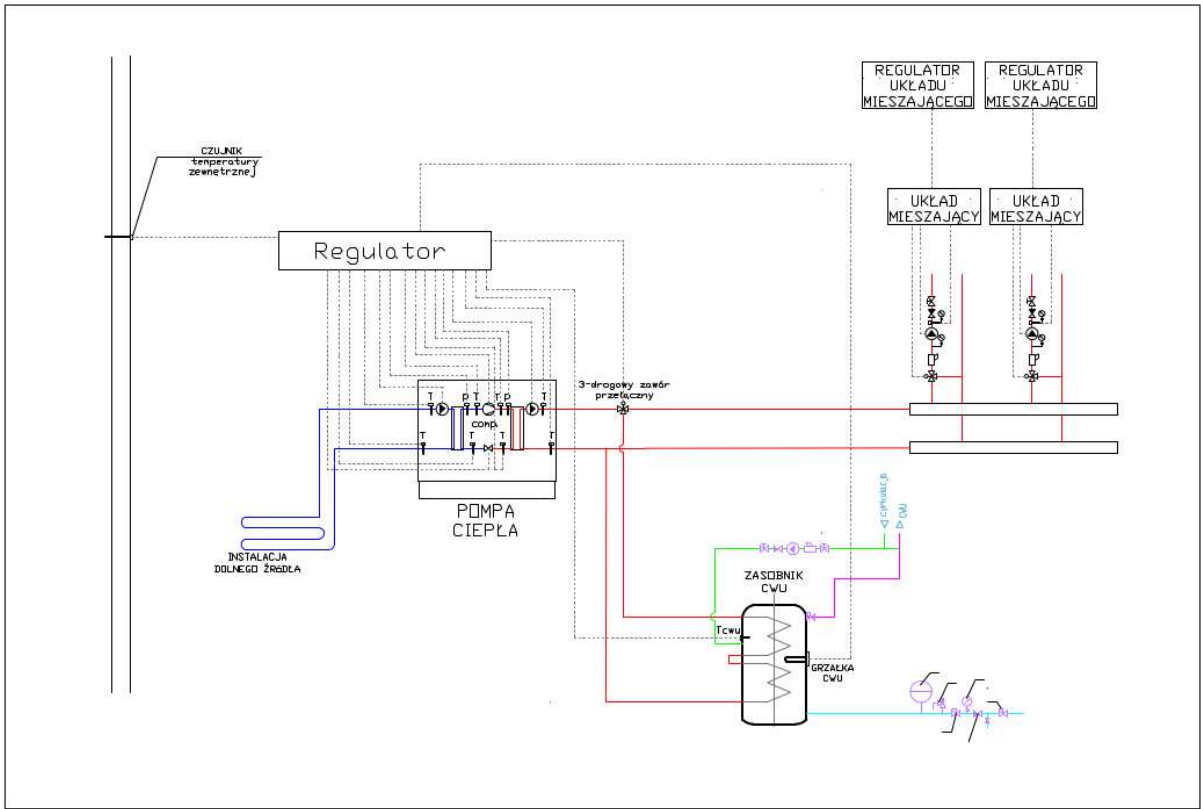 REGULATOR
UKŁADU
MIESZAJĄCEGO
REGULATOR
UKŁADU
MIESZAJĄCEGO
CZUJNIK
temperatury
zewnętrznej
UKŁAD
MIESZAJĄCY
UKŁAD
MIESZAJĄCY
Regulator
3-drogowy zawór
przełączny
T
P
T
T
P
T
comp.
T
T
T
T
POMPA
CIEPŁA
INSTALACJA
DOLNEGO ŹRÓDŁA
Cyrkulacja
CWU
ZASOBNIK
CWU
Tcwu
GRZAŁKA
CWU